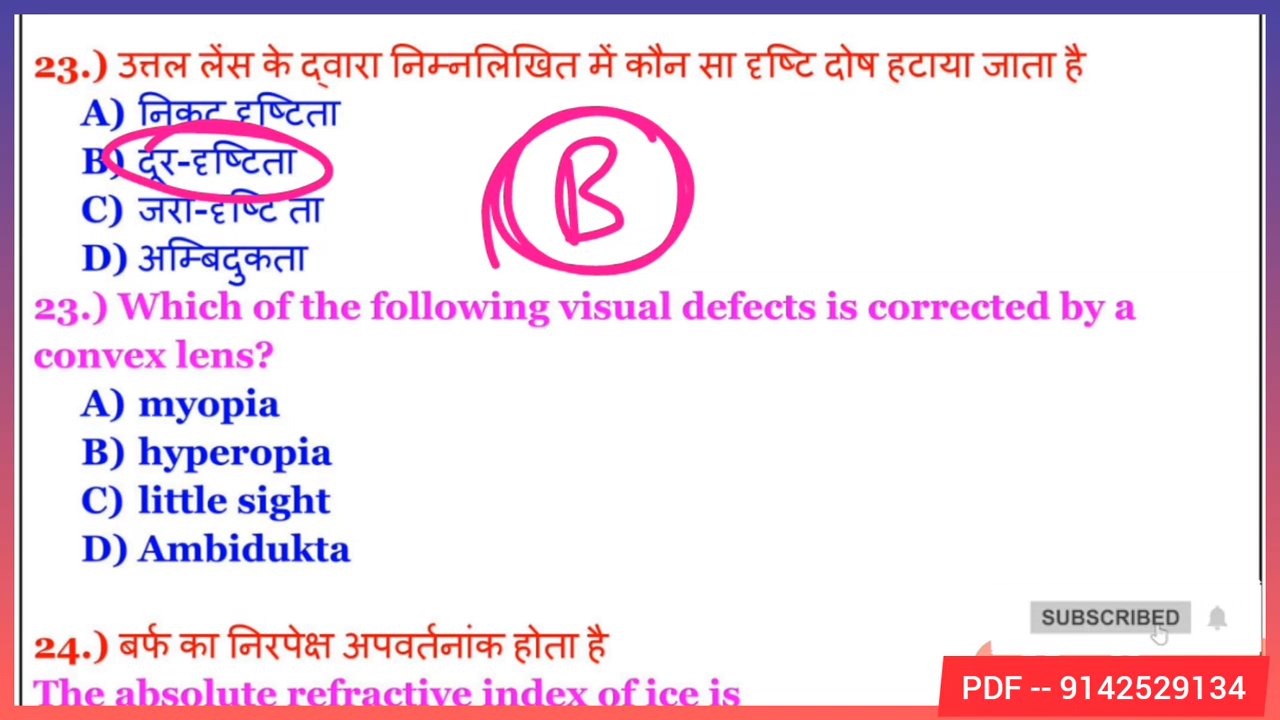 23.) उत्तल लेंस के द्वारा निम्नलिखित में कौन सा दृष्टि दोष हटाया जाता है
A) निकट दृष्टिता
B) दूर-दृष्टिता
C) जरा-दृष्टि ता
D) अम्बिदुकता
B
23.) Which of the following visual defects is corrected by a
convex lens?
A) myopia
B) hyperopia
C) little sight
D) Ambidukta
SUBSCRIBED
24.) बर्फ का निरपेक्ष अपवर्तनांक होता है
The absolute refractive index of ice is
PDF -- 9142529134